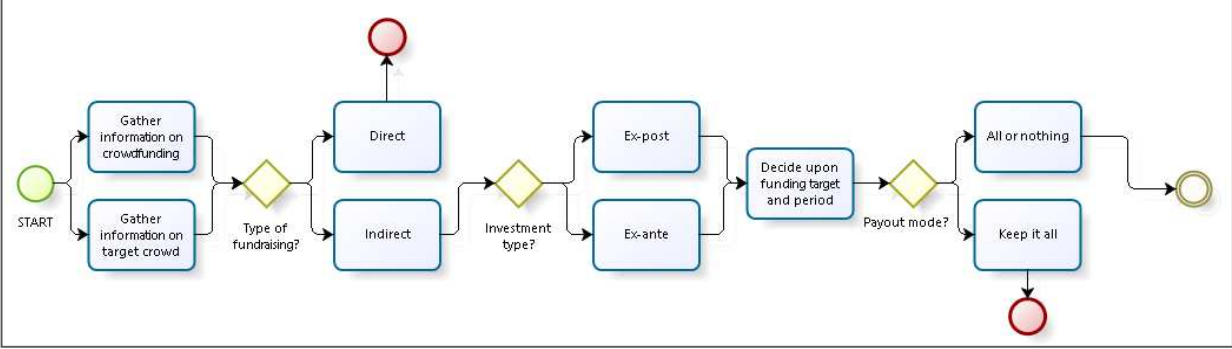 START
Gather
information on
crowdfunding
Gather
information on
target crowd
Type of
fundraising?
Direct
Indirect
Investment
type?
Ex-post
Ex-ante
Decide upon
funding target
and period
Payout mode?
All or nothing
Keep it all